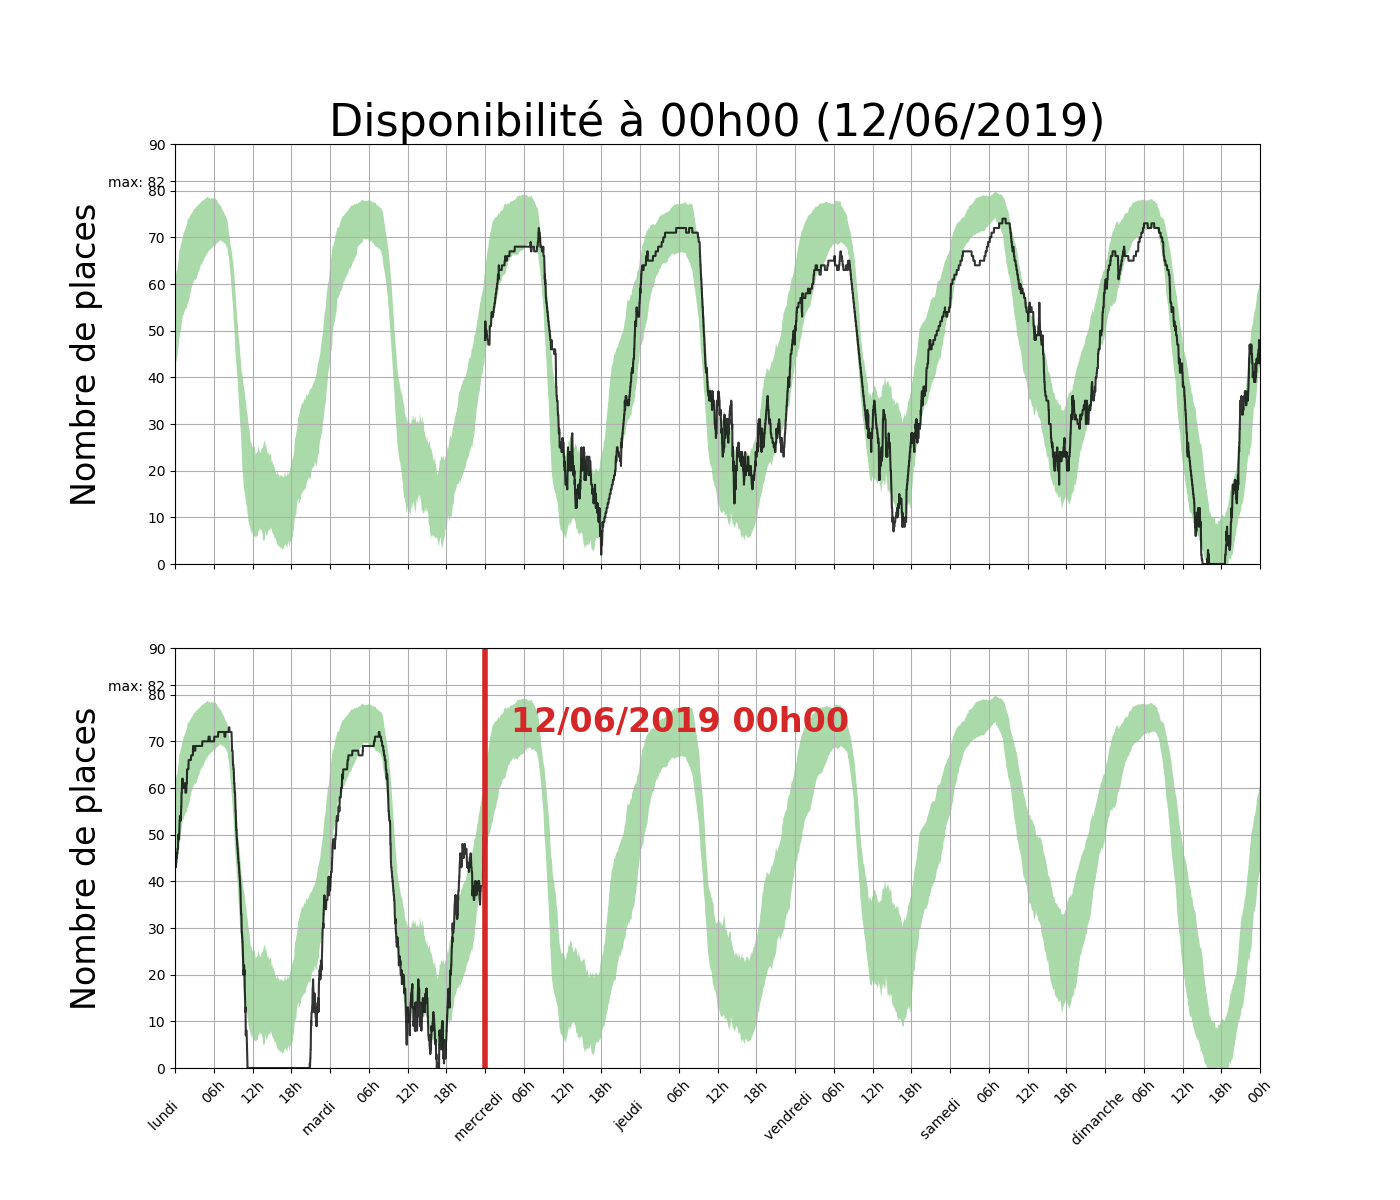 Disponibilité à 00h00 (12/06/2019)
90
max: 82
80
70
60
50
40
30
20
10
0
Nombre de places
90
max: 82
80
70
60
50
40
30
20
10
0
Nombre de places
12/06/2019 00h00
lundi 06h 12h 18h mardi 06h 12h 18h mercredi 06h 12h 18h jeudi 06h 12h 18h vendredi 06h 12h 18h samedi 06h 12h 18h dimanche 06h 12h 18h 00h